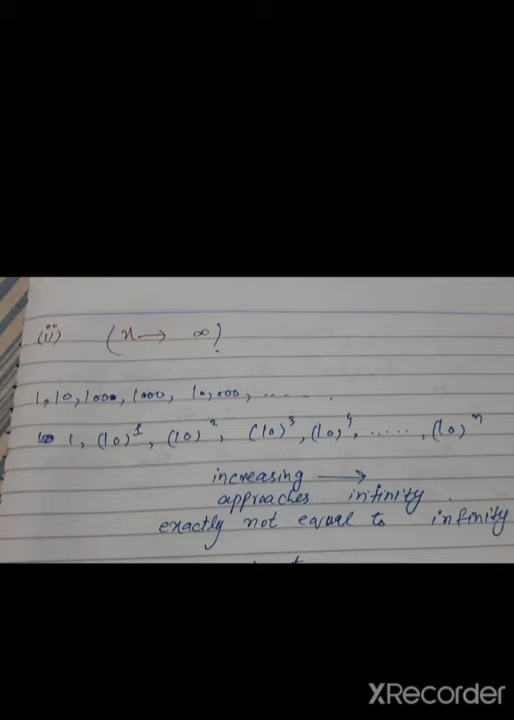 (ii) (x → ∞)
1, 10, 1000, 1000, 10,000, ........
1, (10)¹, (10)², (10)³, (10)⁴, ....., (10)ⁿ
increasing →
approaches infinity.
exactly not equal to infinity
XRecorder